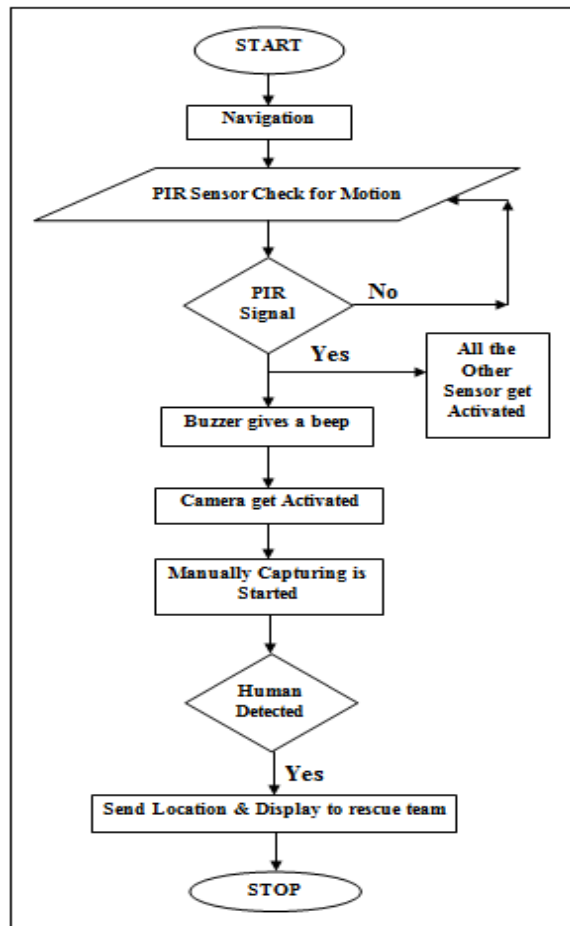 START
Navigation
PIR Sensor Check for Motion
PIR
Signal
No
Yes
All the
Other
Sensor get
Activated
Buzzer gives a beep
Camera get Activated
Manually Capturing is
Started
Human
Detected
Yes
Send Location & Display to rescue team
STOP